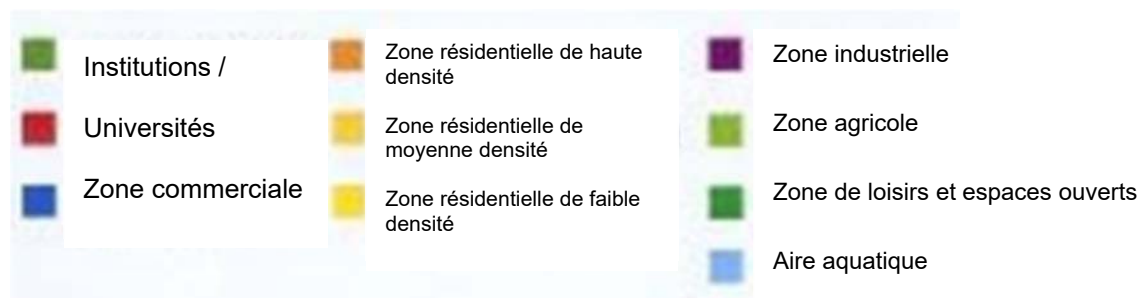 Institutions /
Universités
Zone commerciale
Zone résidentielle de haute
densité
Zone résidentielle de
moyenne densité
Zone résidentielle de faible
densité
Zone industrielle
Zone agricole
Zone de loisirs et espaces ouverts
Aire aquatique